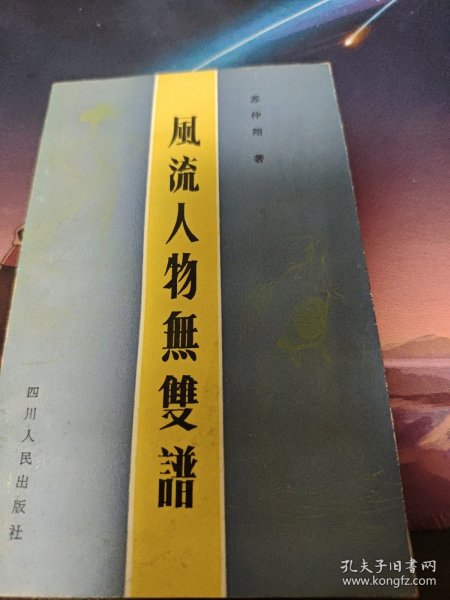 苏仲翔 著
風流人物無雙譜
四川人民出版社
孔夫子旧书网
www.kongfz.com